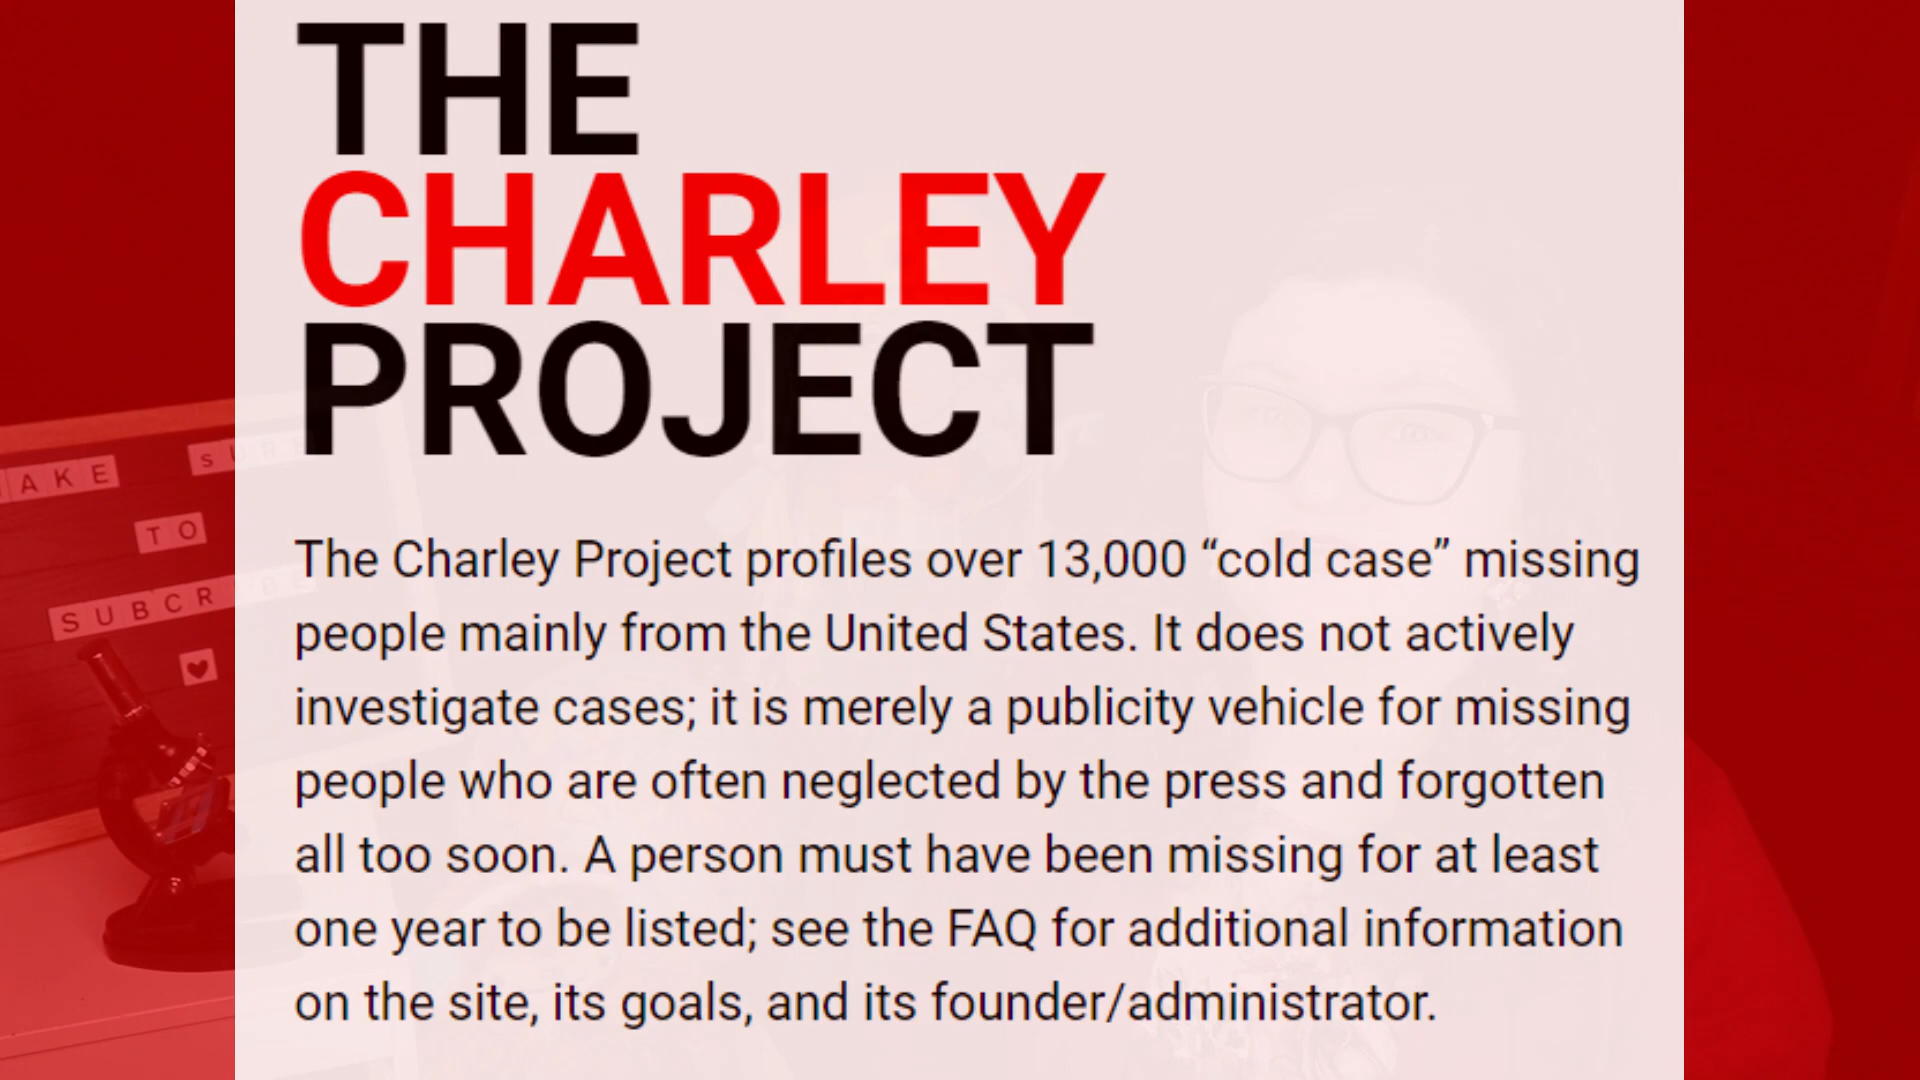 THE
CHARLEY
PROJECT
The Charley Project profiles over 13,000 “cold case” missing
people mainly from the United States. It does not actively
investigate cases; it is merely a publicity vehicle for missing
people who are often neglected by the press and forgotten
all too soon. A person must have been missing for at least
one year to be listed; see the FAQ for additional information
on the site, its goals, and its founder/administrator.
AKE SURE
TO
SUBCRIBE